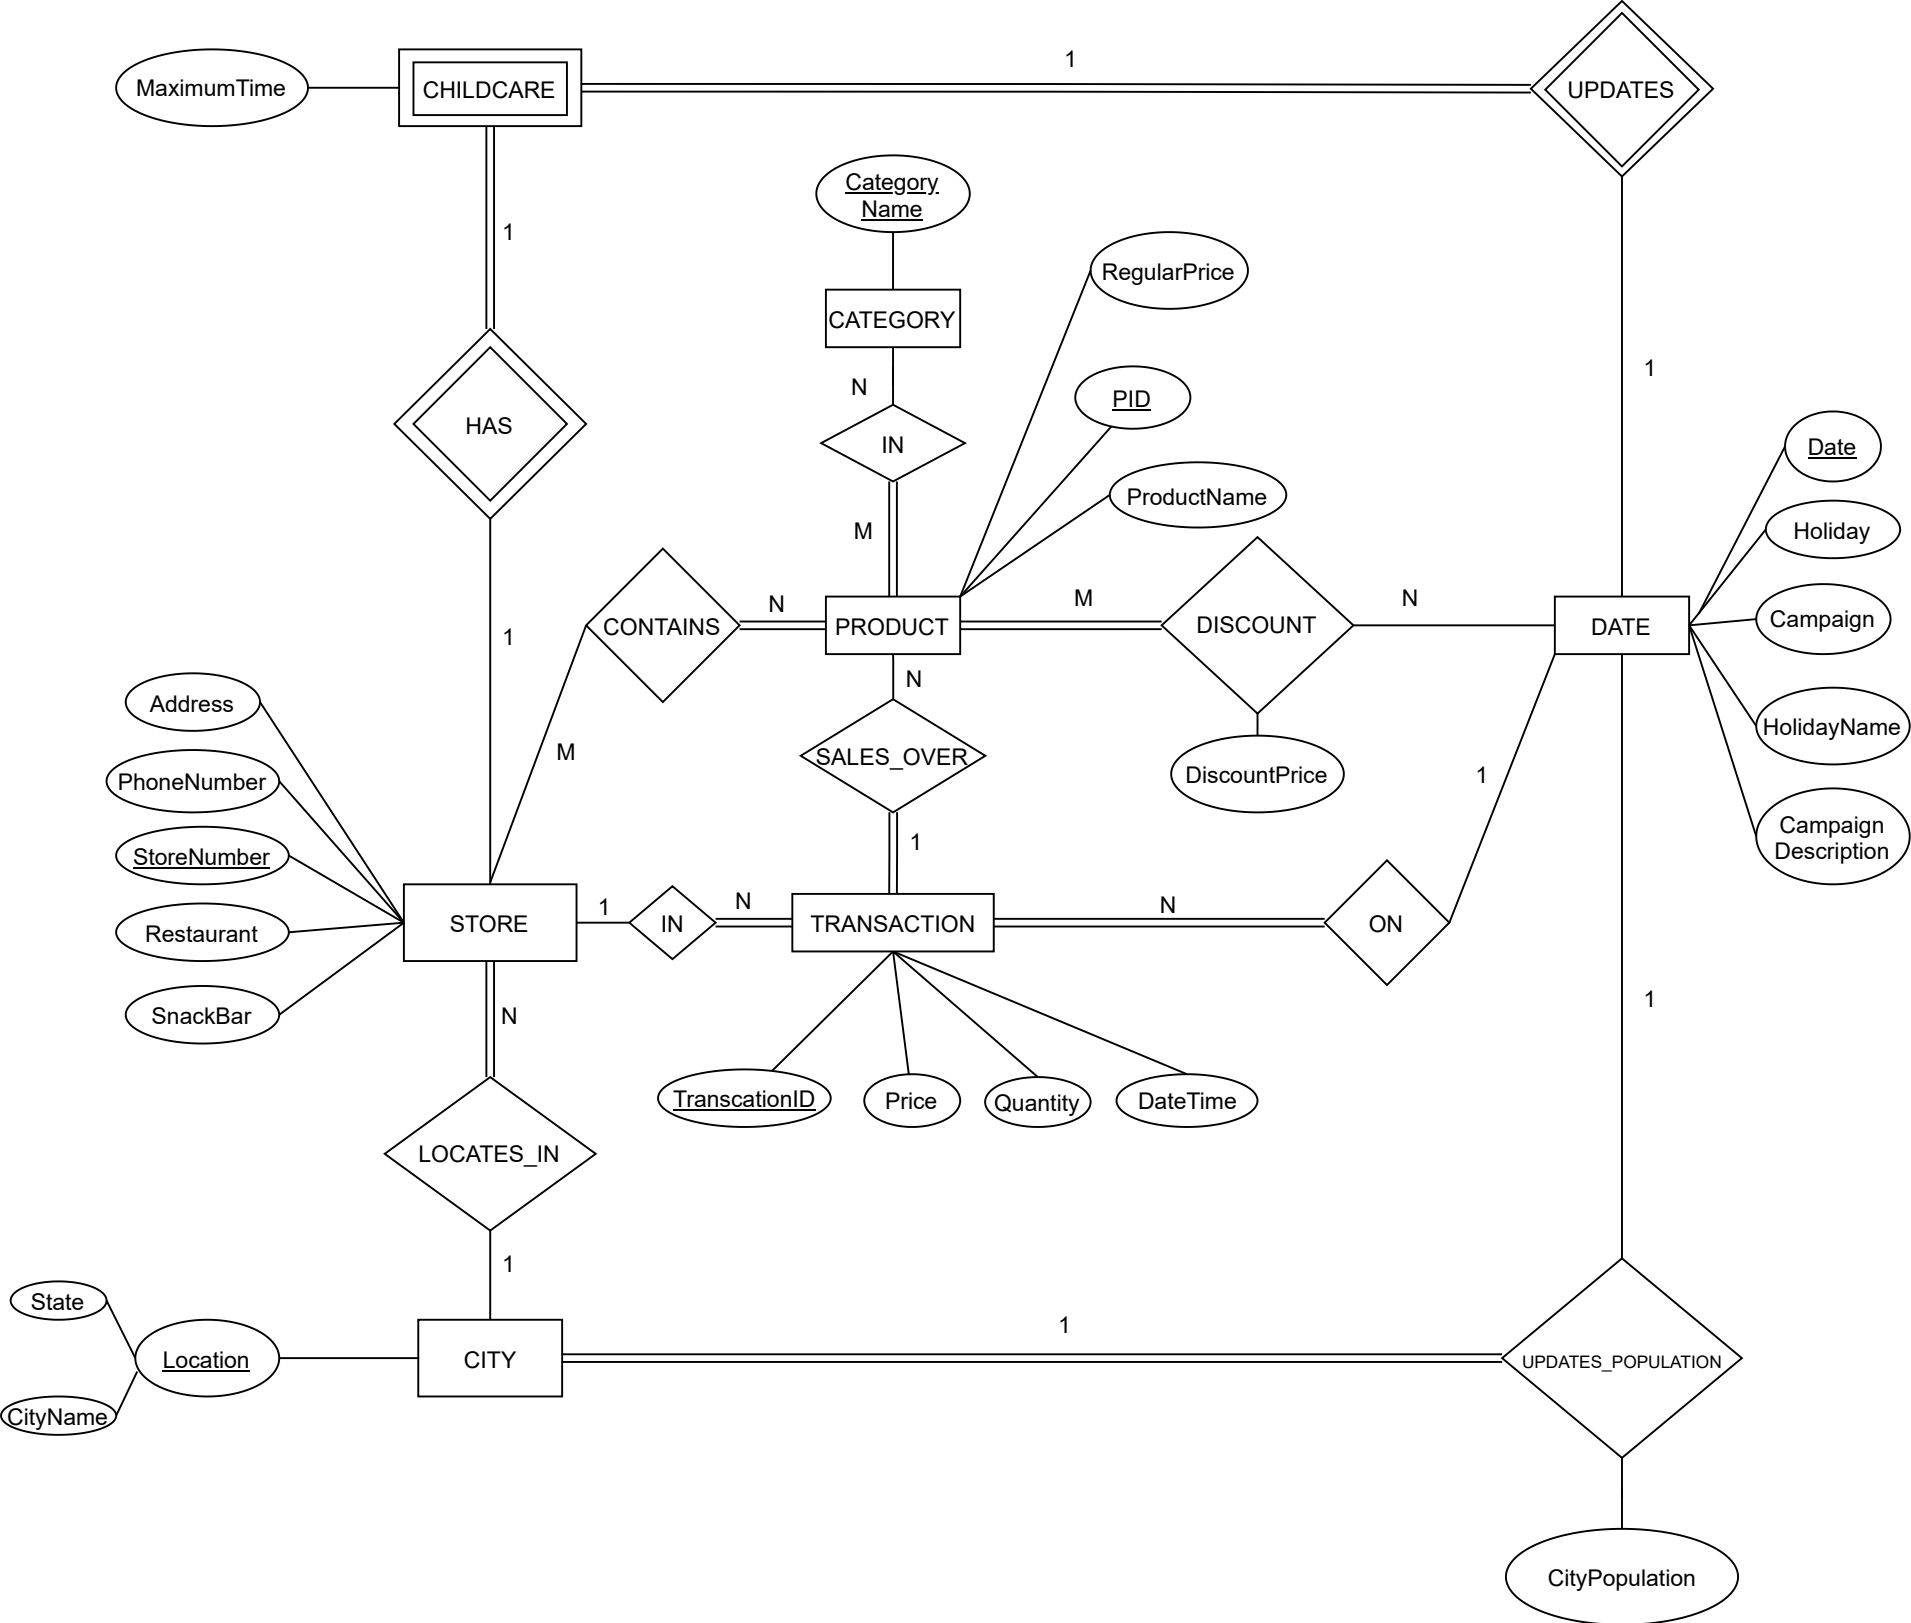 1
MaximumTime
CHILDCARE
UPDATES
Category
Name
1
RegularPrice
CATEGORY
1
N
PID
HAS
IN
Date
ProductName
M
Holiday
N
M
N
CONTAINS
PRODUCT
DISCOUNT
DATE
Campaign
1
N
Address
HolidayName
M
SALES_OVER
PhoneNumber
DiscountPrice
1
Campaign
Description
1
StoreNumber
1
N
N
STORE
IN
TRANSACTION
ON
Restaurant
1
SnackBar
N
TranscationID
Price
Quantity
DateTime
LOCATES_IN
1
State
1
Location
CITY
UPDATES_POPULATION
CityName
CityPopulation